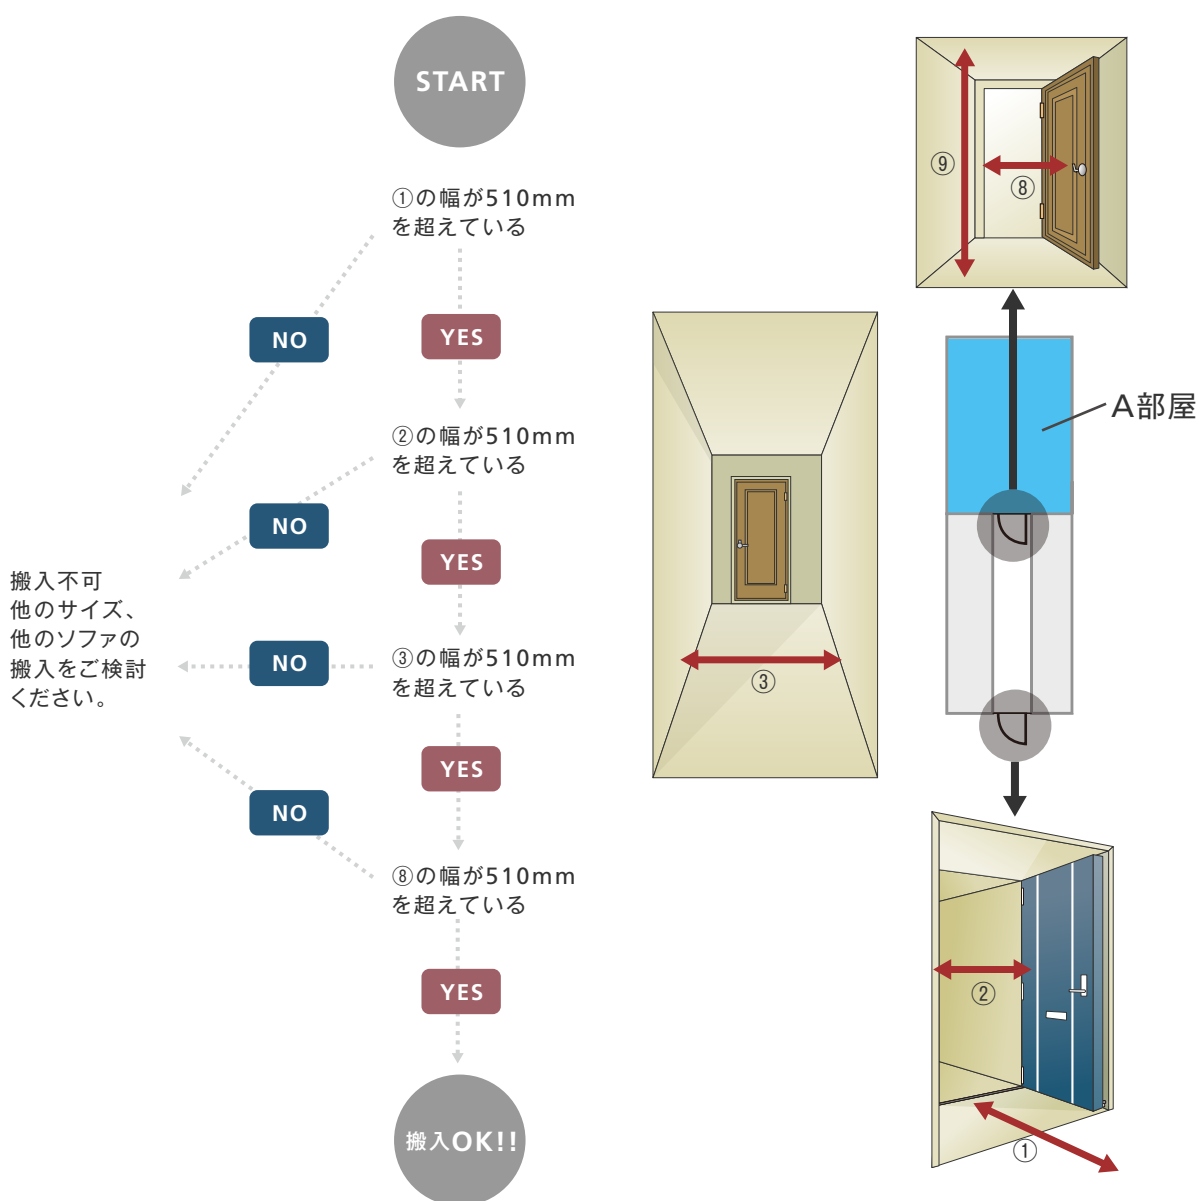 START
①の幅が510mm
を超えている
NO
YES
②の幅が510mm
を超えている
NO
YES
搬入不可
他のサイズ、
他のソファの
搬入をご検討
ください。
③の幅が510mm
を超えている
NO
YES
⑧の幅が510mm
を超えている
NO
YES
搬入OK!!
⑨
⑧
A部屋
③
②
①